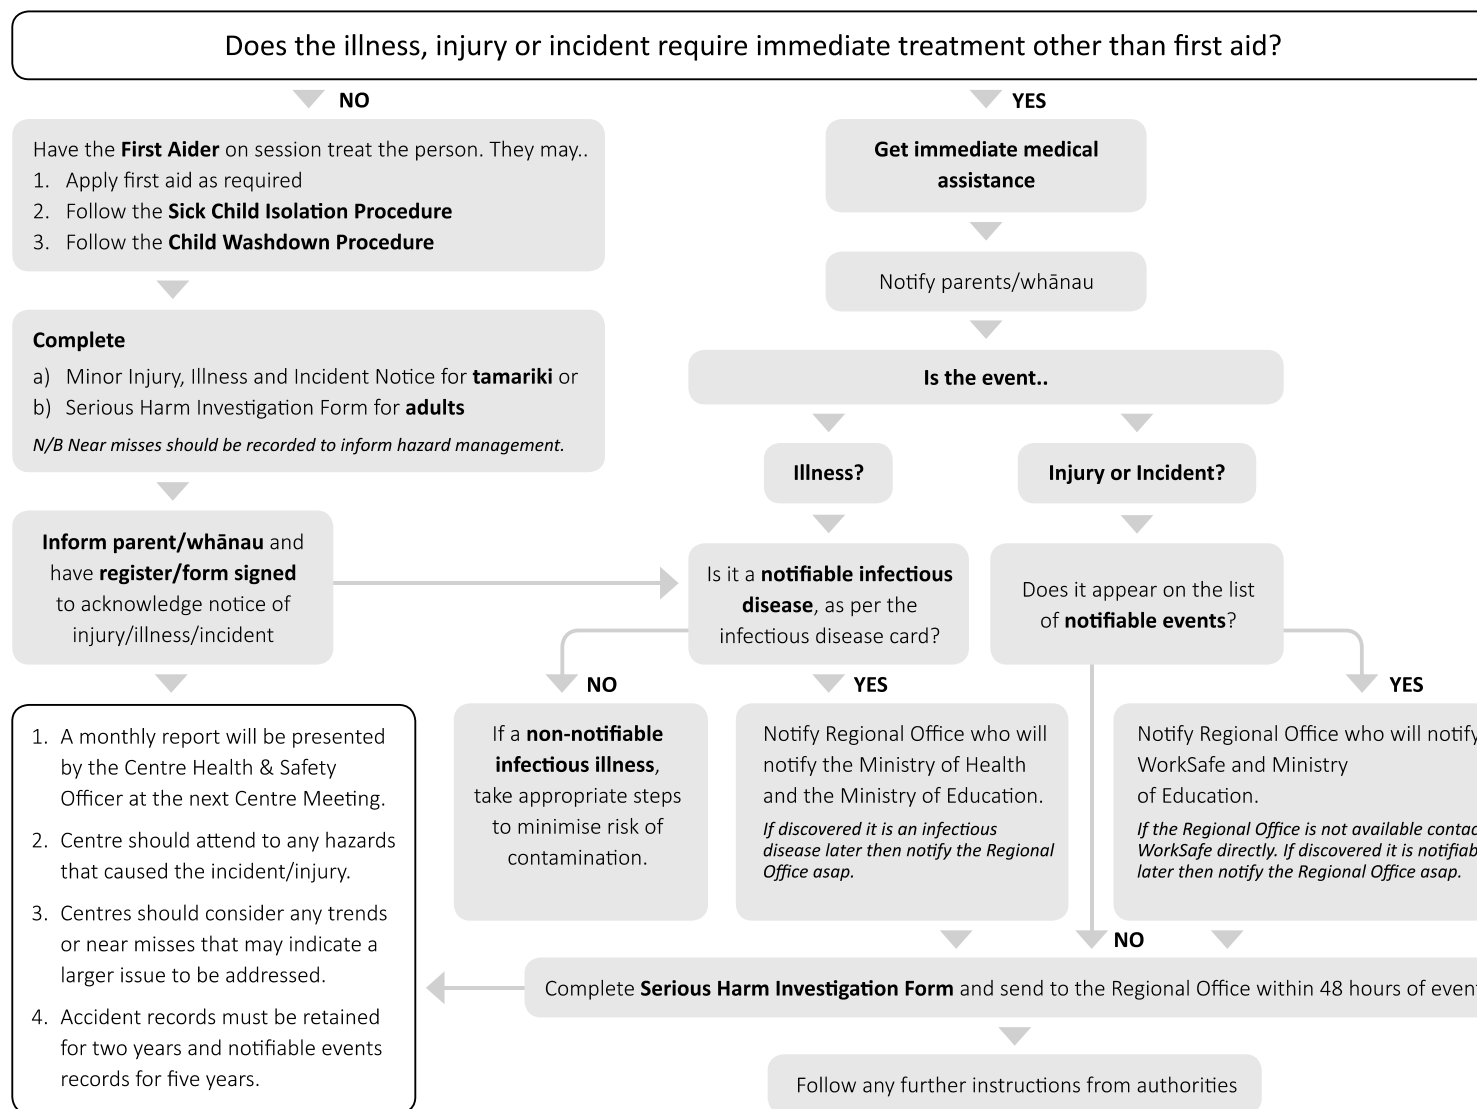 Does the illness, injury or incident require immediate treatment other than first aid?
NO
Have the First Aider on session treat the person. They may..
1. Apply first aid as required
2. Follow the Sick Child Isolation Procedure
3. Follow the Child Washdown Procedure
Complete
a) Minor Injury, Illness and Incident Notice for tamariki or
b) Serious Harm Investigation Form for adults
N/B Near misses should be recorded to inform hazard management.
Inform parent/whānau and
have register/form signed
to acknowledge notice of
injury/illness/incident
1. A monthly report will be presented
by the Centre Health & Safety
Officer at the next Centre Meeting.
2. Centre should attend to any hazards
that caused the incident/injury.
3. Centres should consider any trends
or near misses that may indicate a
larger issue to be addressed.
4. Accident records must be retained
for two years and notifiable events
records for five years.
YES
Get immediate medical
assistance
Notify parents/whānau
Is the event..
Illness?
Injury or Incident?
Is it a notifiable infectious
disease, as per the
infectious disease card?
Does it appear on the list
of notifiable events?
NO
If a non-notifiable
infectious illness,
take appropriate steps
to minimise risk of
contamination.
YES
Notify Regional Office who will
notify the Ministry of Health
and the Ministry of Education.
If discovered it is an infectious
disease later then notify the Regional
Office asap.
YES
Notify Regional Office who will notify
WorkSafe and Ministry
of Education.
If the Regional Office is not available
WorkSafe directly. If discovered it is
later then notify the Regional Office asap.
NO
Complete Serious Harm Investigation Form and send to the Regional Office within 48 hours of
Follow any further instructions from authorities